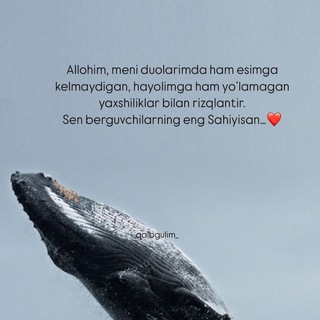 Allohim, meni duolarimda ham esimga
kelmaydigan, hayolimga ham yo'lamagan
yaxshiliklar bilan rizqlantir.
Sen berguvchilarning eng Sahiyisan...❤️
qalbgulim_